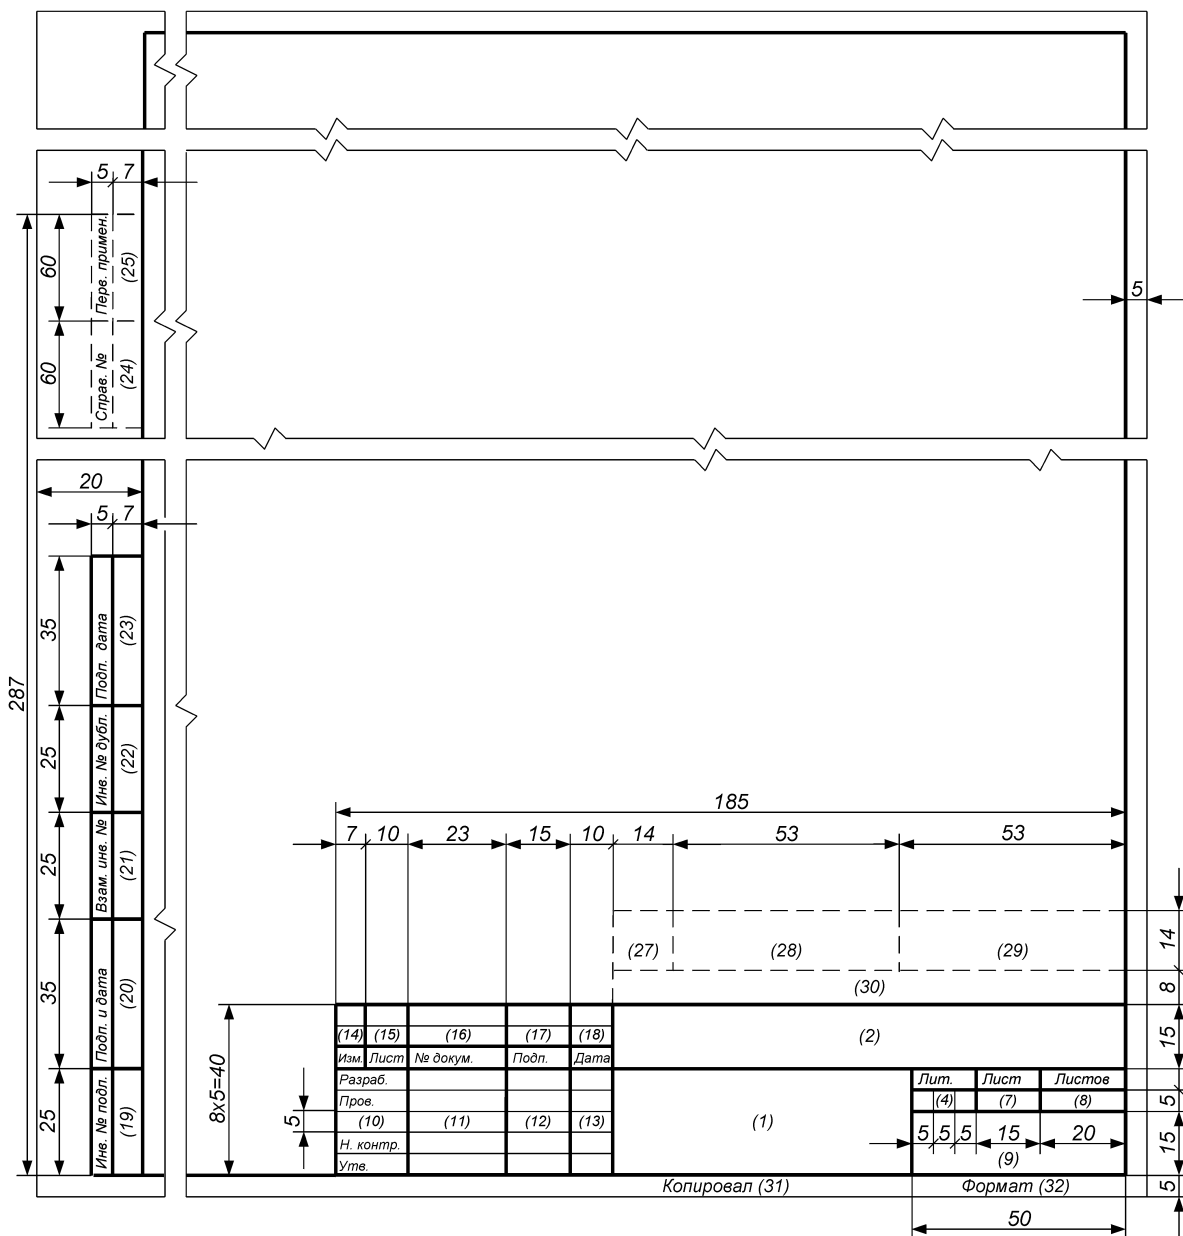 5 7
60
Перв. примен.
(25)
60
Справ. №
(24)
5
20
5 7
287
35
Подп. дата
(23)
25
Инв. № дубл.
(22)
25
Взам. инв. №
(21)
35
Подп. и дата
(20)
25
Инв. № подл.
(19)
185
7 10 23 15 10 14 53 53
(27) (28) (29)
14
(30)
8
8х5=40
(14) (15) (16) (17) (18)
(2)
15
Изм. Лист № докум. Подп. Дата
Разраб.
Лит. Лист Листов
Пров.
(4) (7) (8)
5
5
(10) (11) (12) (13)
(1)
5 5 5 15 20
15
Н. контр.
(9)
Утв.
Копировал (31) Формат (32)
5
50